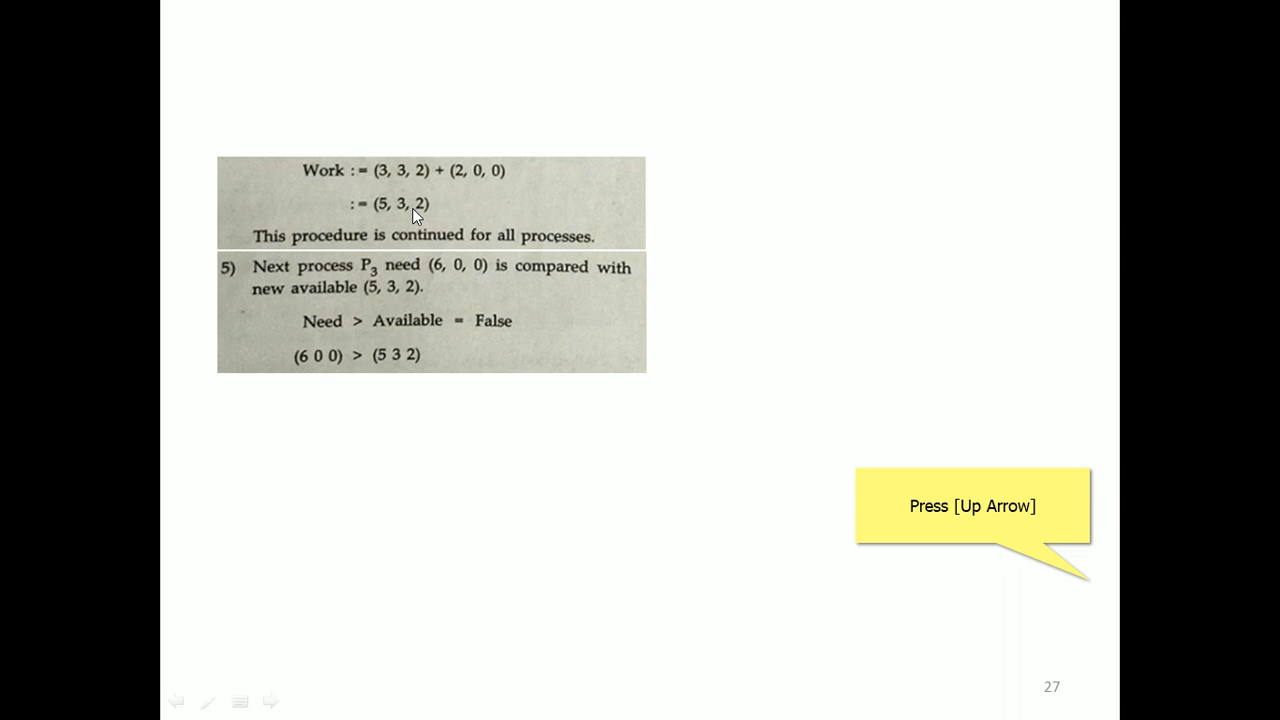 Work : = (3, 3, 2) + (2, 0, 0)
: = (5, 3, 2)
This procedure is continued for all processes.
5) Next process P3 need (6, 0, 0) is compared with
new available (5, 3, 2).
Need > Available = False
(6 0 0) > (5 3 2)
Press [Up Arrow]
27